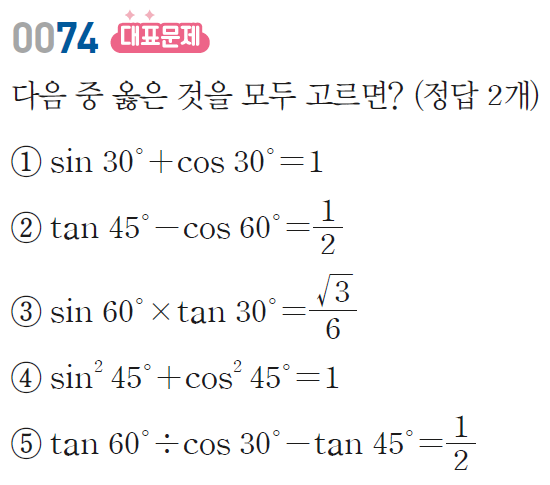 0074 대표문제
다음 중 옳은 것을 모두 고르면? (정답 2개)
① sin 30°+cos 30°=1
② tan 45°-cos 60°=1/2
③ sin 60°×tan 30°=√3/6
④ sin² 45°+cos² 45°=1
⑤ tan 60°÷cos 30°-tan 45°=1/2